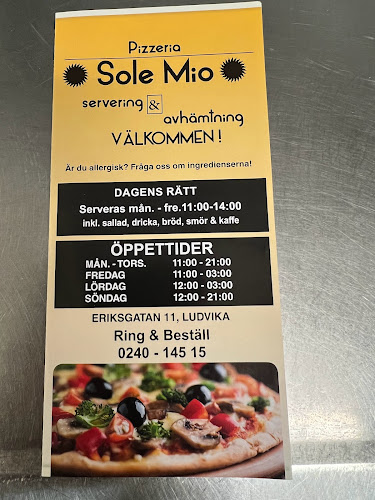 Pizzeria
Sole Mio
servering &
avhämtning
VÄLKOMMEN!
Är du allergisk? Fråga oss om ingredienserna!
DAGENS RÄTT
Serveras mån. - fre.11:00-14:00
inkl. sallad, dricka, bröd, smör & kaffe
ÖPPETTIDER
MÅN. - TORS. 11:00 - 21:00
FREDAG 11:00 - 03:00
LÖRDAG 12:00 - 03:00
SÖNDAG 12:00 - 21:00
ERIKSGATAN 11, LUDVIKA
Ring & Beställ
0240 - 145 15